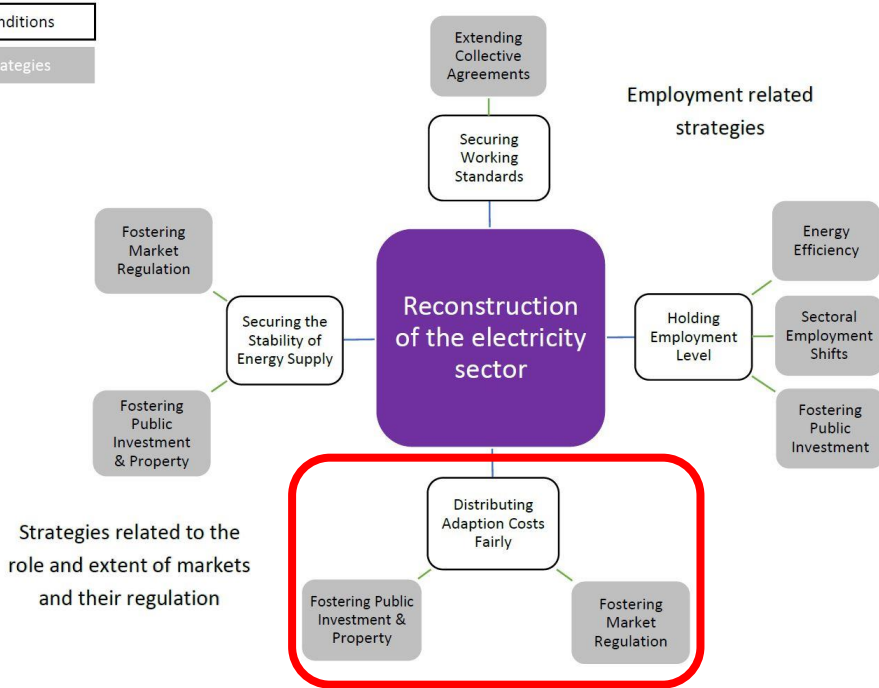 nditions
ategies
Extending
Collective
Agreements
Employment related
strategies
Securing
Working
Standards
Fostering
Market
Regulation
Energy
Efficiency
Reconstruction
of the electricity
sector
Securing the
Stability of
Energy Supply
Holding
Employment
Level
Sectoral
Employment
Shifts
Fostering
Public
Investment
& Property
Fostering
Public
Investment
Distributing
Adaption Costs
Fairly
Strategies related to the
role and extent of markets
and their regulation
Fostering Public
Investment &
Property
Fostering
Market
Regulation